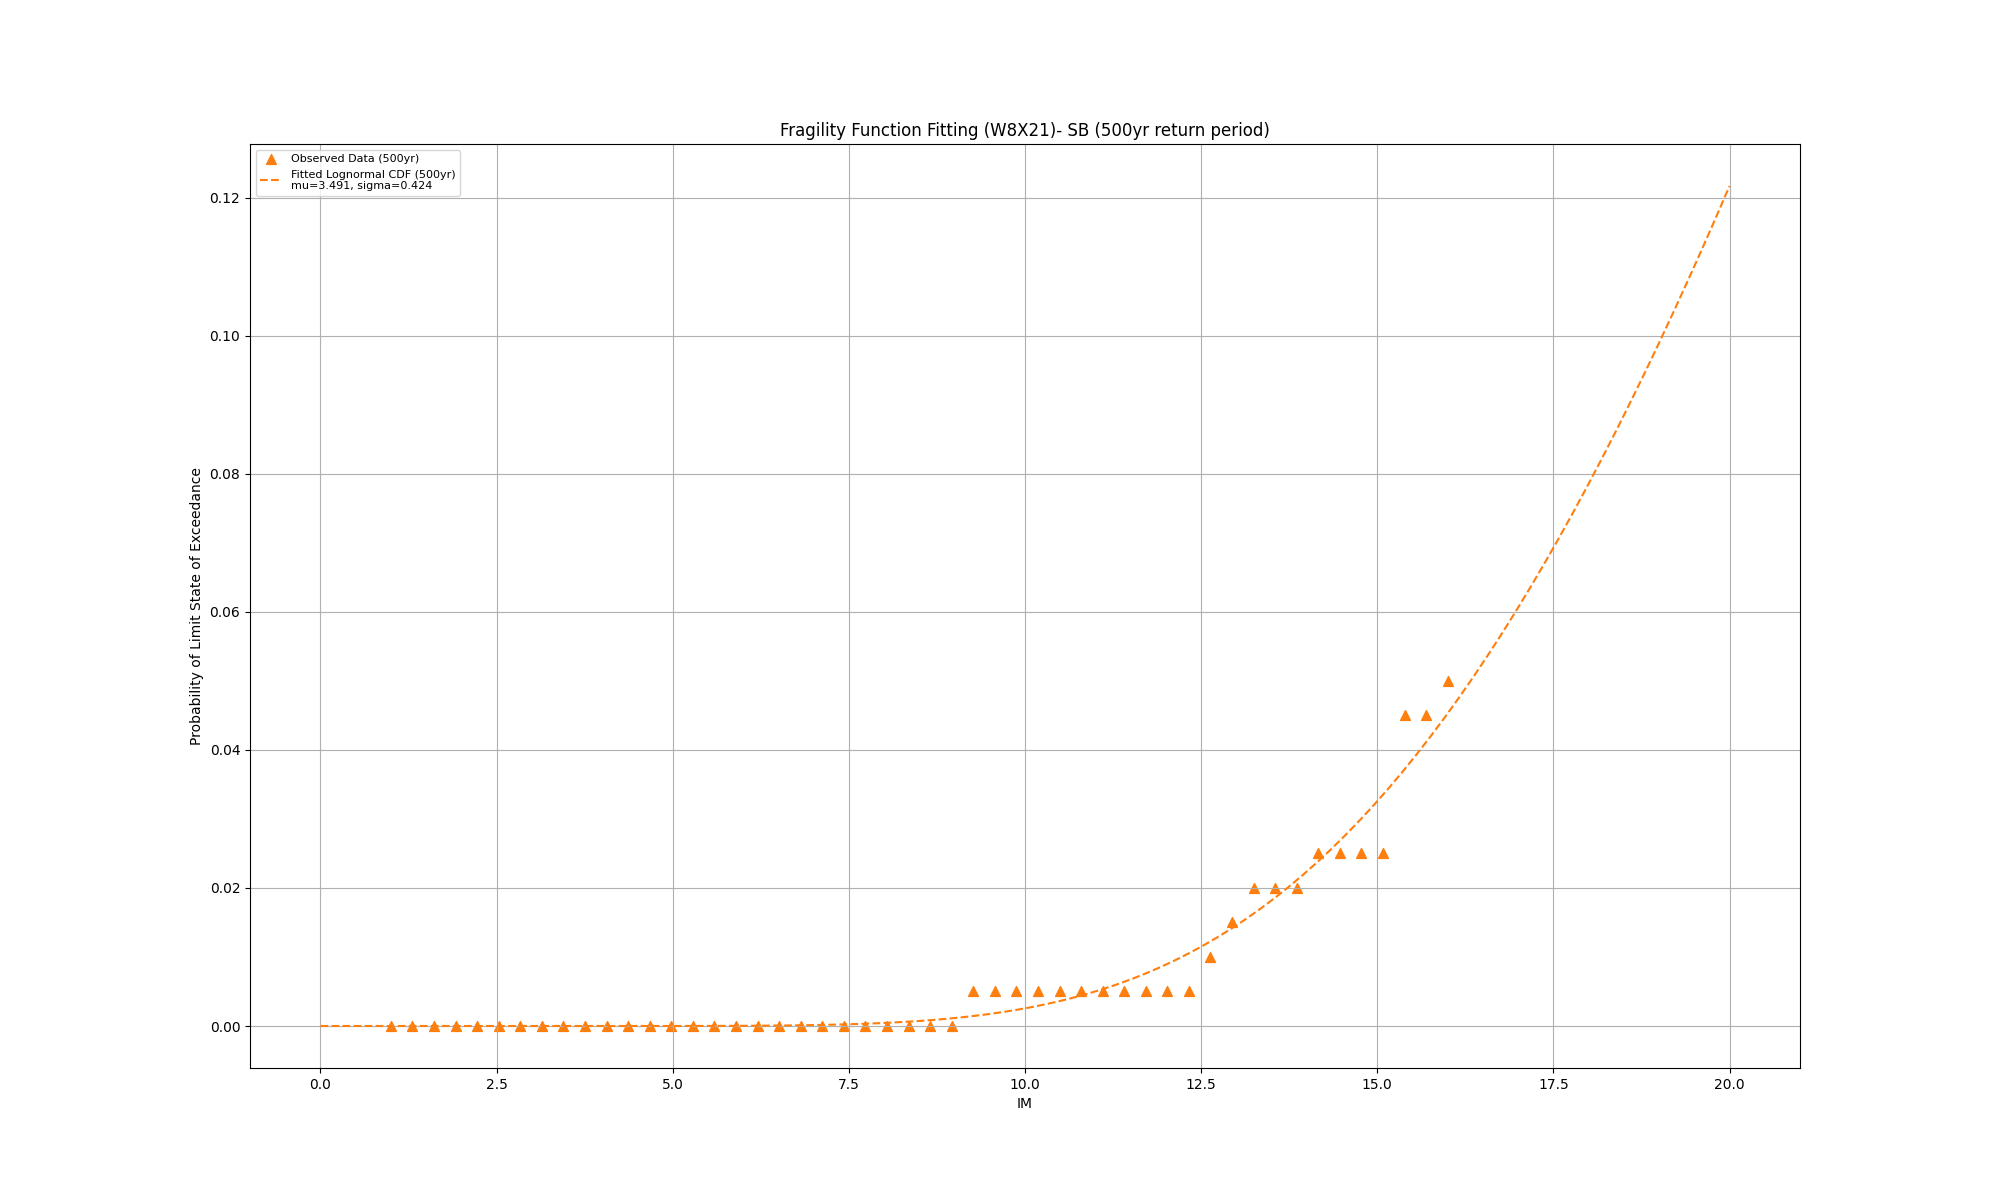 Fragility Function Fitting (W8X21)- SB (500yr return period)
Observed Data (500yr)
Fitted Lognormal CDF (500yr)
mu=3.491, sigma=0.424
0.12
0.10
0.08
0.06
0.04
0.02
0.00
Probability of Limit State of Exceedance
0.0
2.5
5.0
7.5
10.0
12.5
15.0
17.5
20.0
IM